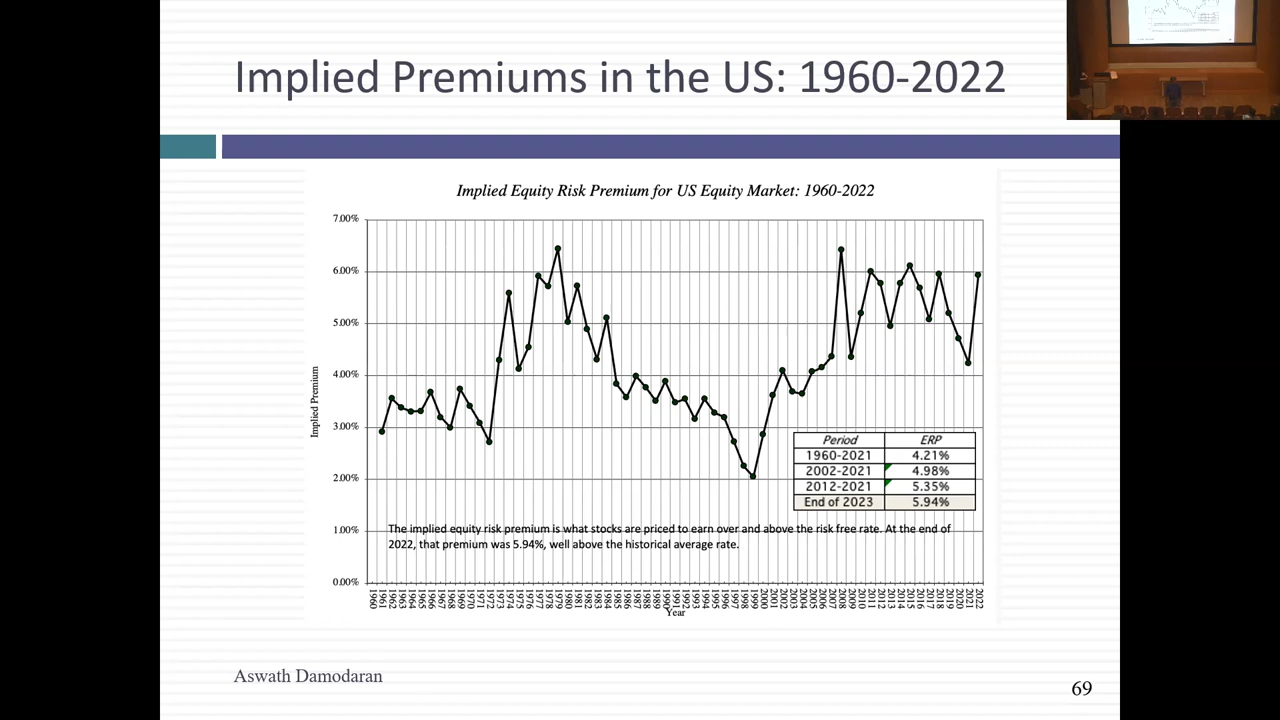 Implied Premiums in the US: 1960-2022
Implied Equity Risk Premium for US Equity Market: 1960-2022
7.00%
6.00%
5.00%
4.00%
3.00%
2.00%
1.00%
0.00%
Implied Premium
Period ERP
1960-2021 4.21%
2002-2021 4.98%
2012-2021 5.35%
End of 2023 5.94%
The implied equity risk premium is what stocks are priced to earn over and above the risk free rate. At the end of
2022, that premium was 5.94%, well above the historical average rate.
1960 1961 1962 1963 1964 1965 1966 1967 1968 1969 1970 1971 1972 1973 1974 1975 1976 1977 1978 1979 1980 1981 1982 1983 1984 1985 1986 1987 1988 1989 1990 1991 1992 1993 1994 1995 1996 1997 1998 1999 2000 2001 2002 2003 2004 2005 2006 2007 2008 2009 2010 2011 2012 2013 2014 2015 2016 2017 2018 2019 2020 2021 2022
Year
Aswath Damodaran
69